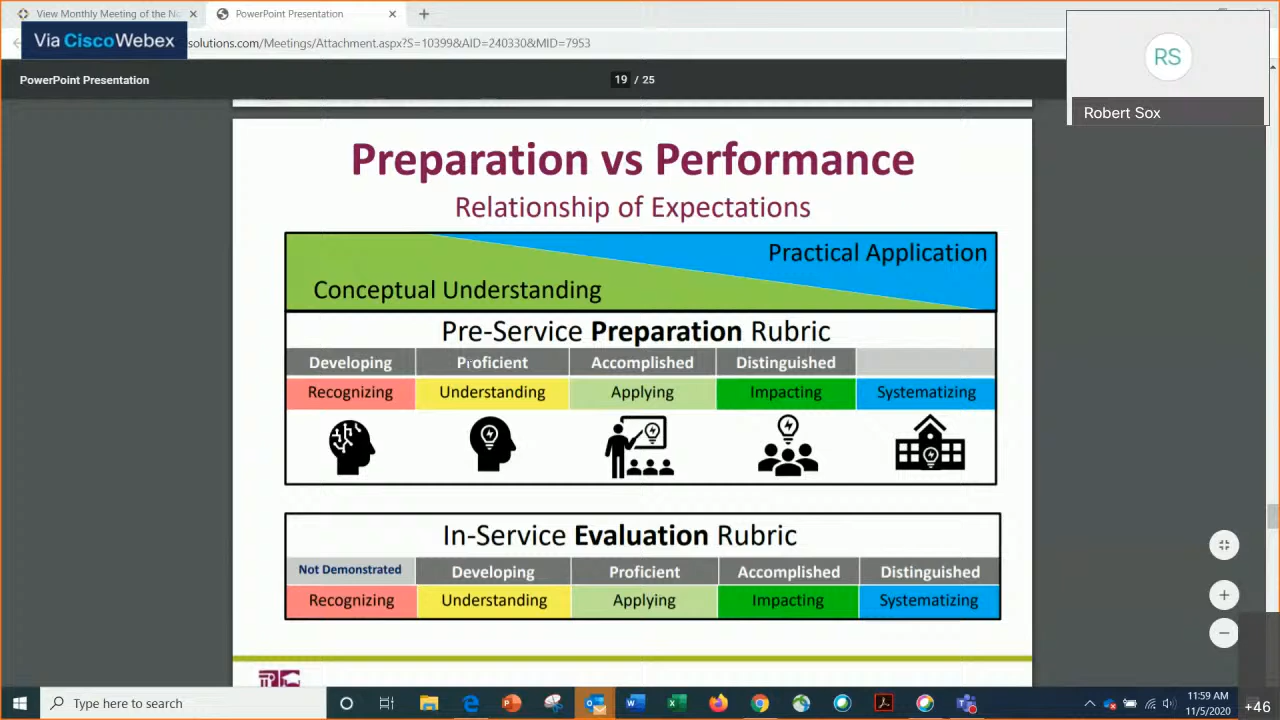 View Monthly Meeting of the No
PowerPoint Presentation
Via CiscoWebex
solutions.com/Meetings/Attachment.aspx?S=10399&AID=240330&MID=7953
RS
Robert Sox
PowerPoint Presentation
19 / 25
Preparation vs Performance
Relationship of Expectations
Practical Application
Conceptual Understanding
Pre-Service Preparation Rubric
Developing Proficient Accomplished Distinguished
Recognizing Understanding Applying Impacting Systematizing
In-Service Evaluation Rubric
Not Demonstrated Developing Proficient Accomplished Distinguished
Recognizing Understanding Applying Impacting Systematizing
Type here to search
11:59 AM
11/5/2020
+46